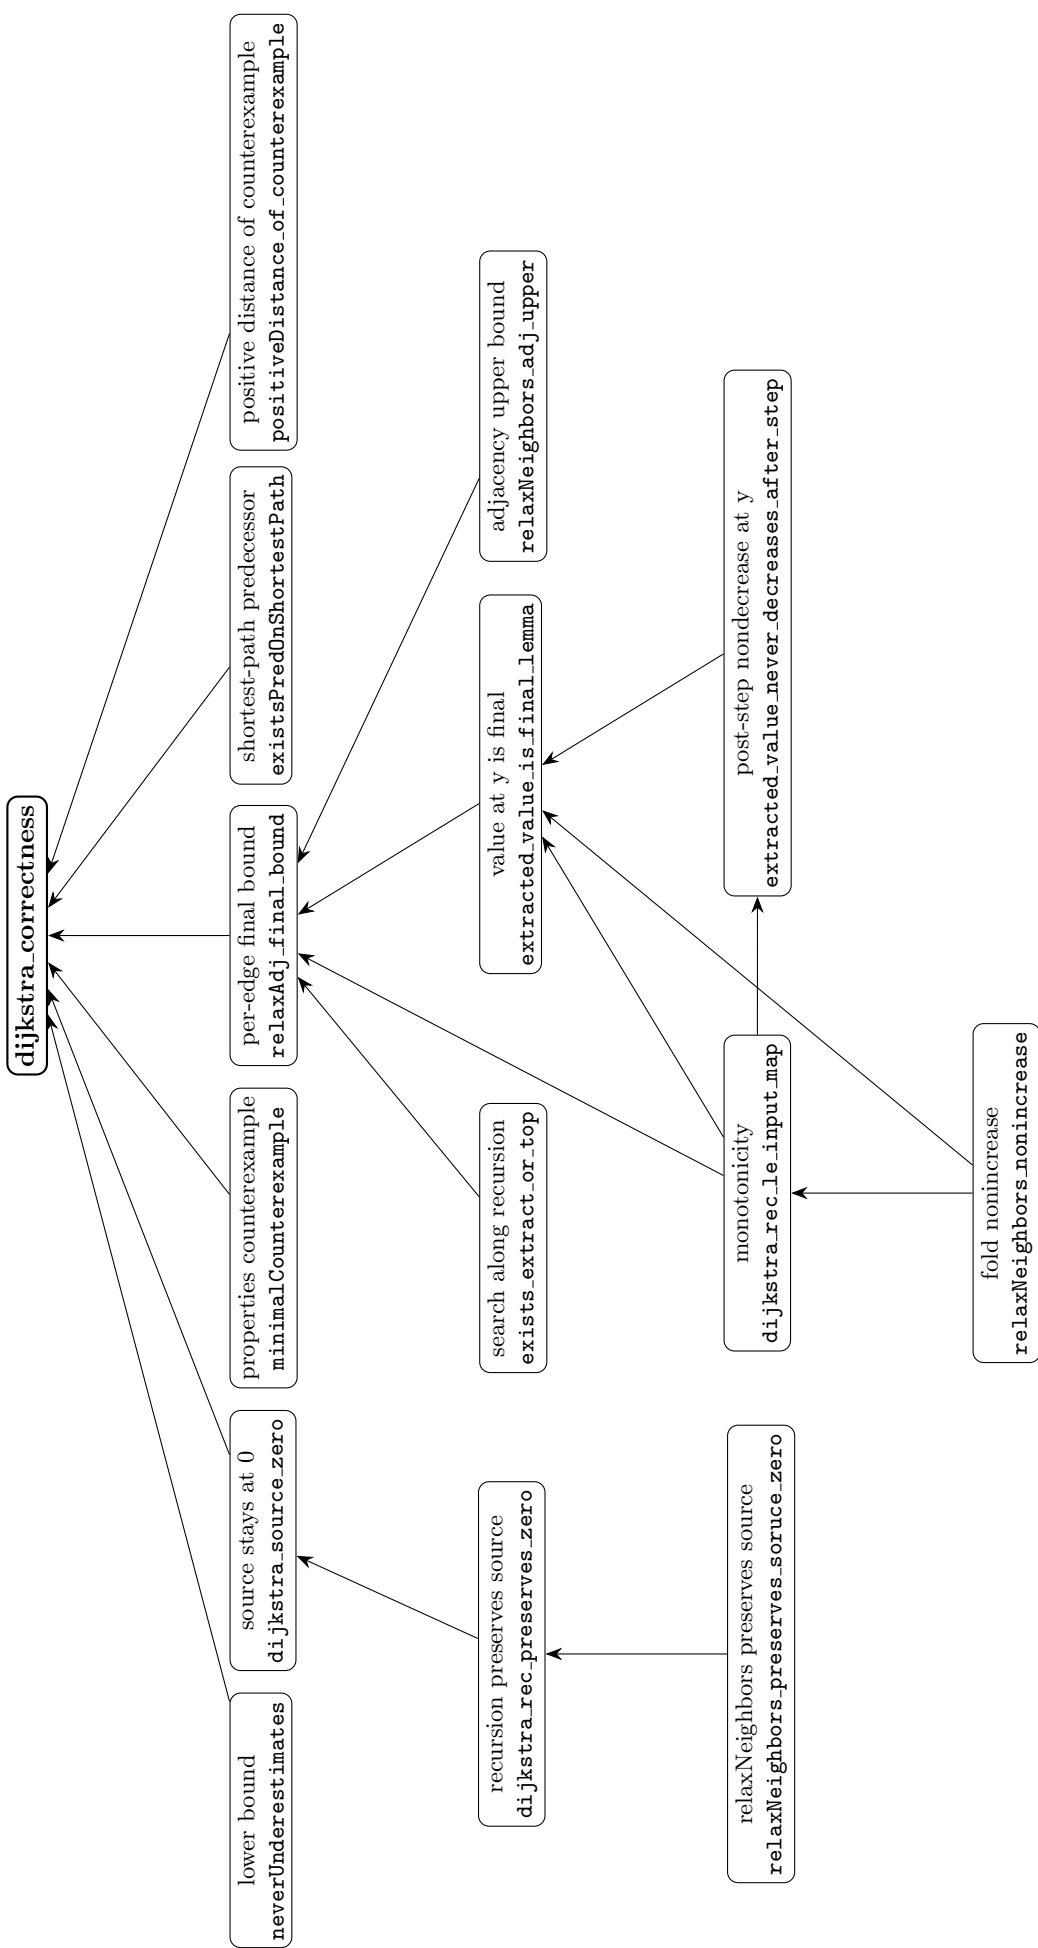 dijkstra_correctness
lower bound
neverUnderestimates
source stays at 0
dijkstra_source_zero
properties counterexample
minimalCounterexample
per-edge final bound
relaxAdj_final_bound
shortest-path predecessor
existsPredOnShortestPath
positive distance of counterexample
positiveDistance_of_counterexample
recursion preserves source
dijkstra_rec_preserves_zero
search along recursion
exists_extract_or_top
value at y is final
extracted_value_is_final_lemma
adjacency upper bound
relaxNeighbors_adj_upper
relaxNeighbors preserves source
relaxNeighbors_preserves_soruce_zero
monotonicity
dijkstra_rec_le_input_map
post-step nondecrease at y
extracted_value_never_decreases_after_step
fold nonincrease
relaxNeighbors_nonincrease